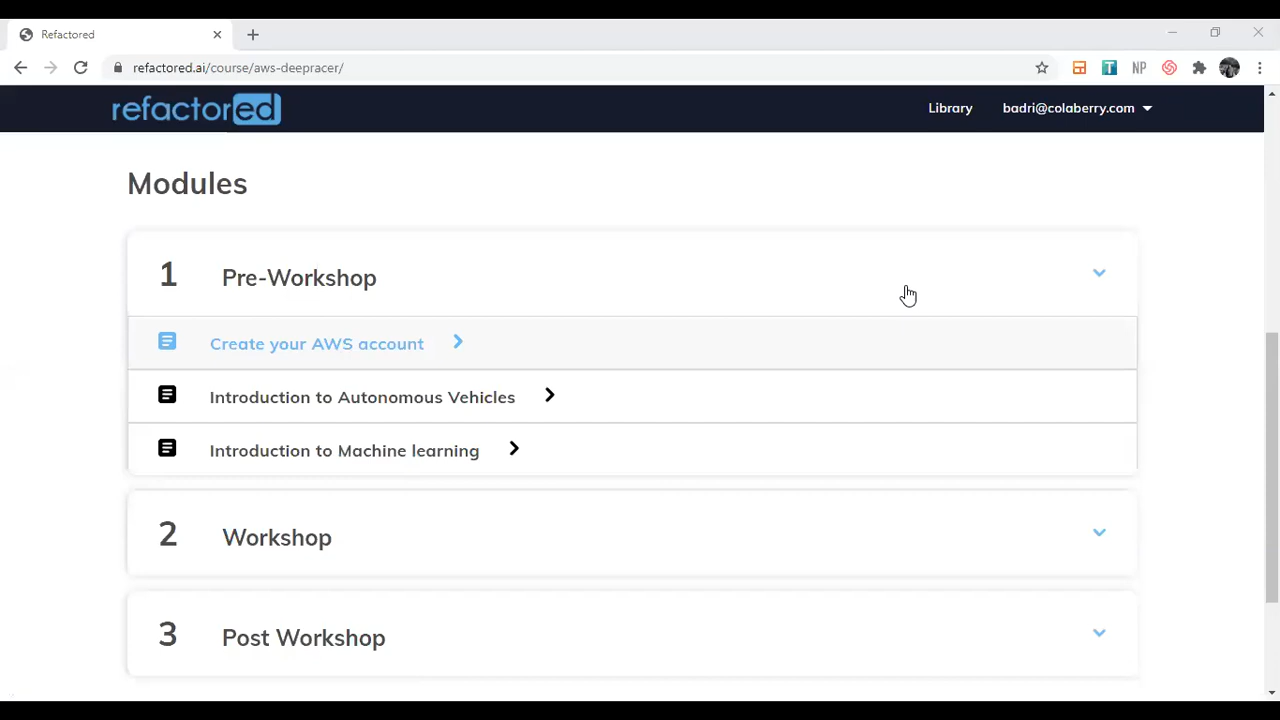 Refactored
refactored.ai/course/aws-deepracer/
NP
refactored
Library
badri@colaberry.com
Modules
1 Pre-Workshop
Create your AWS account
Introduction to Autonomous Vehicles
Introduction to Machine learning
2 Workshop
3 Post Workshop